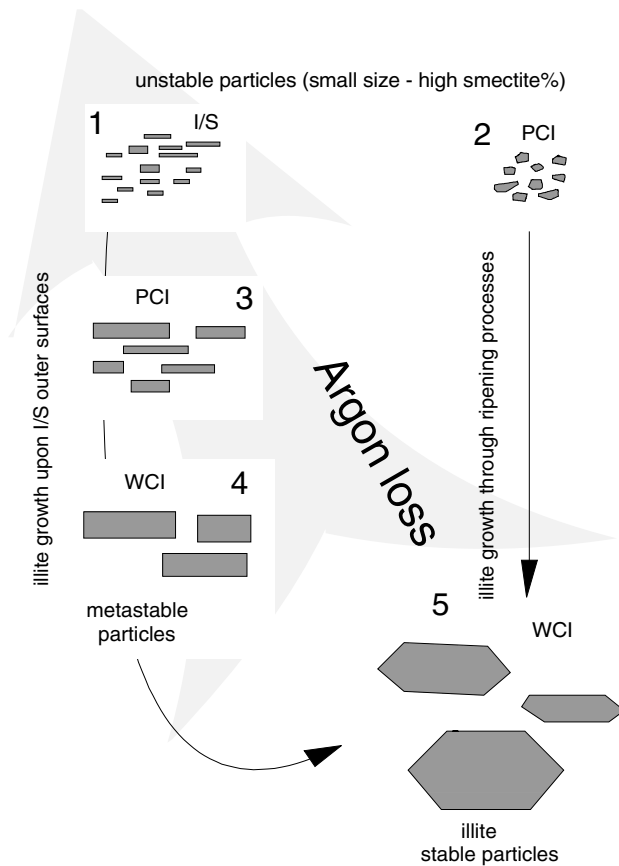 unstable particles (small size - high smectite%)
1
I/S
2
PCI
PCI
3
illite growth upon I/S outer surfaces
Argon loss
illite growth through ripening processes
WCI
4
metastable
particles
5
WCI
illite
stable particles